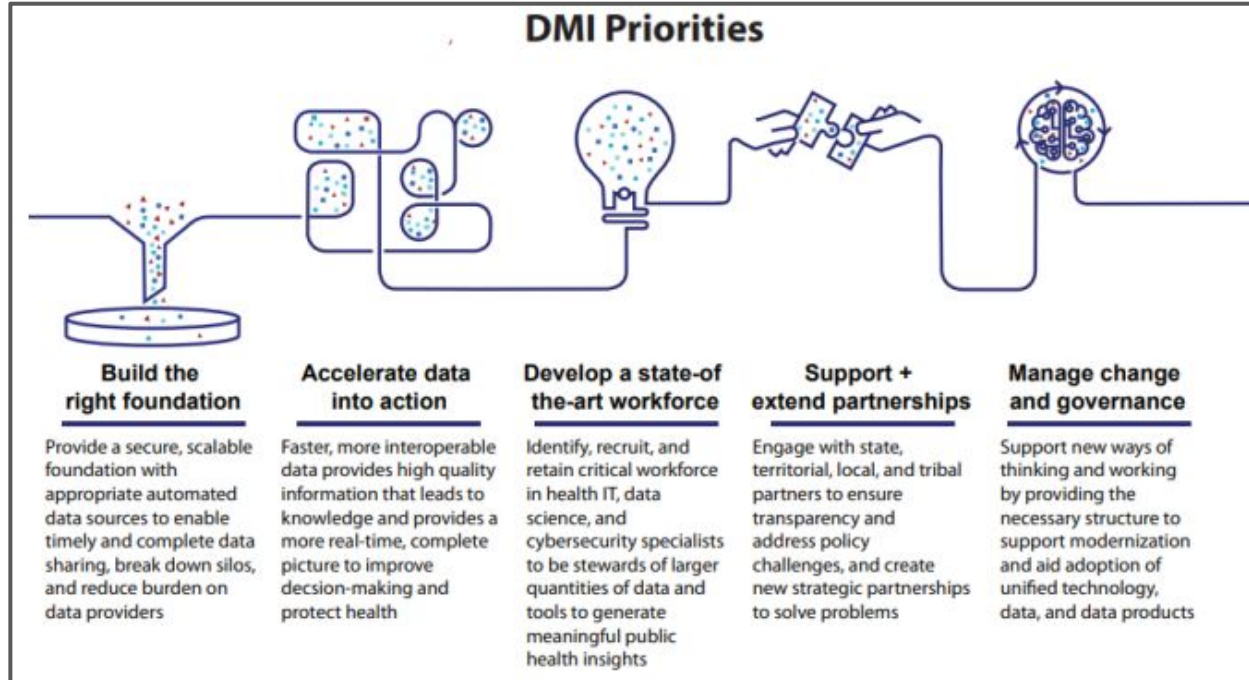 DMI Priorities
Build the
right foundation
Provide a secure, scalable
foundation with
appropriate automated
data sources to enable
timely and complete data
sharing, break down silos,
and reduce burden on
data providers
Accelerate data
into action
Faster, more interoperable
data provides high quality
information that leads to
knowledge and provides a
more real-time, complete
picture to improve
decsion-making and
protect health
Develop a state-of
the-art workforce
Identify, recruit, and
retain critical workforce
in health IT, data
science, and
cybersecurity specialists
to be stewards of larger
quantities of data and
tools to generate
meaningful public
health insights
Support +
extend partnerships
Engage with state,
territorial, local, and tribal
partners to ensure
transparency and
address policy
challenges, and create
new strategic partnerships
to solve problems
Manage change
and governance
Support new ways of
thinking and working
by providing the
necessary structure to
support modernization
and aid adoption of
unified technology,
data, and data products